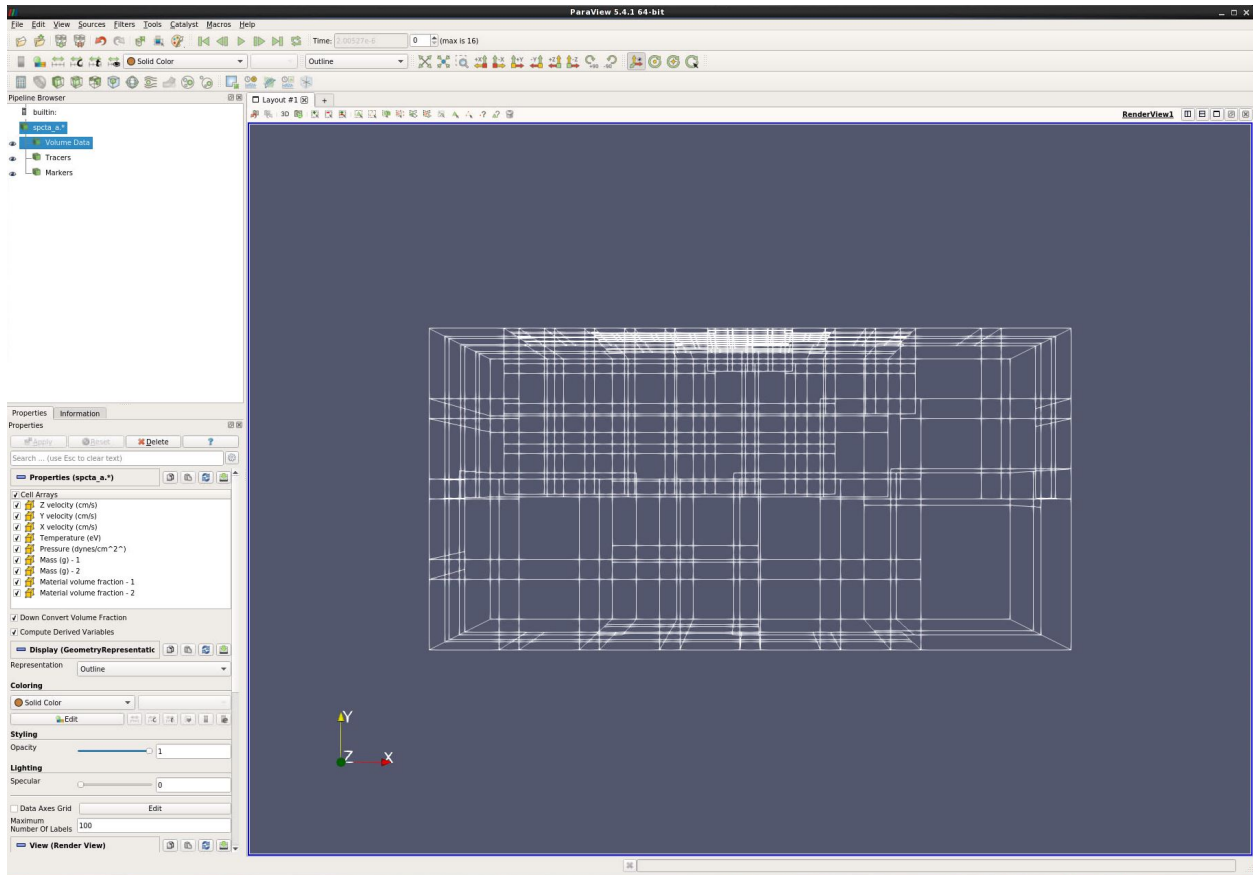 ParaView 5.4.1 64-bit
File Edit View Sources Filters Tools Catalyst Macros Help
Time: 2.00527e-6 0 (max is 16)
Solid Color Outline
Pipeline Browser
Layout #1 +
builtin:
3D
RenderView1
spcta_a.*
Volume Data
Tracers
Markers
Properties Information
Properties
Apply Reset Delete ?
Search ... (use Esc to clear text)
Properties (spcta_a.*)
Cell Arrays
Z velocity (cm/s)
Y velocity (cm/s)
X velocity (cm/s)
Temperature (eV)
Pressure (dynes/cm^2^)
Mass (g) - 1
Mass (g) - 2
Material volume fraction - 1
Material volume fraction - 2
Down Convert Volume Fraction
Compute Derived Variables
Display (GeometryRepresentatic
Representation Outline
Coloring
Solid Color
Edit
Styling
Opacity 1
Lighting
Specular 0
Data Axes Grid Edit
Maximum
Number Of Labels 100
View (Render View)
Y
Z X